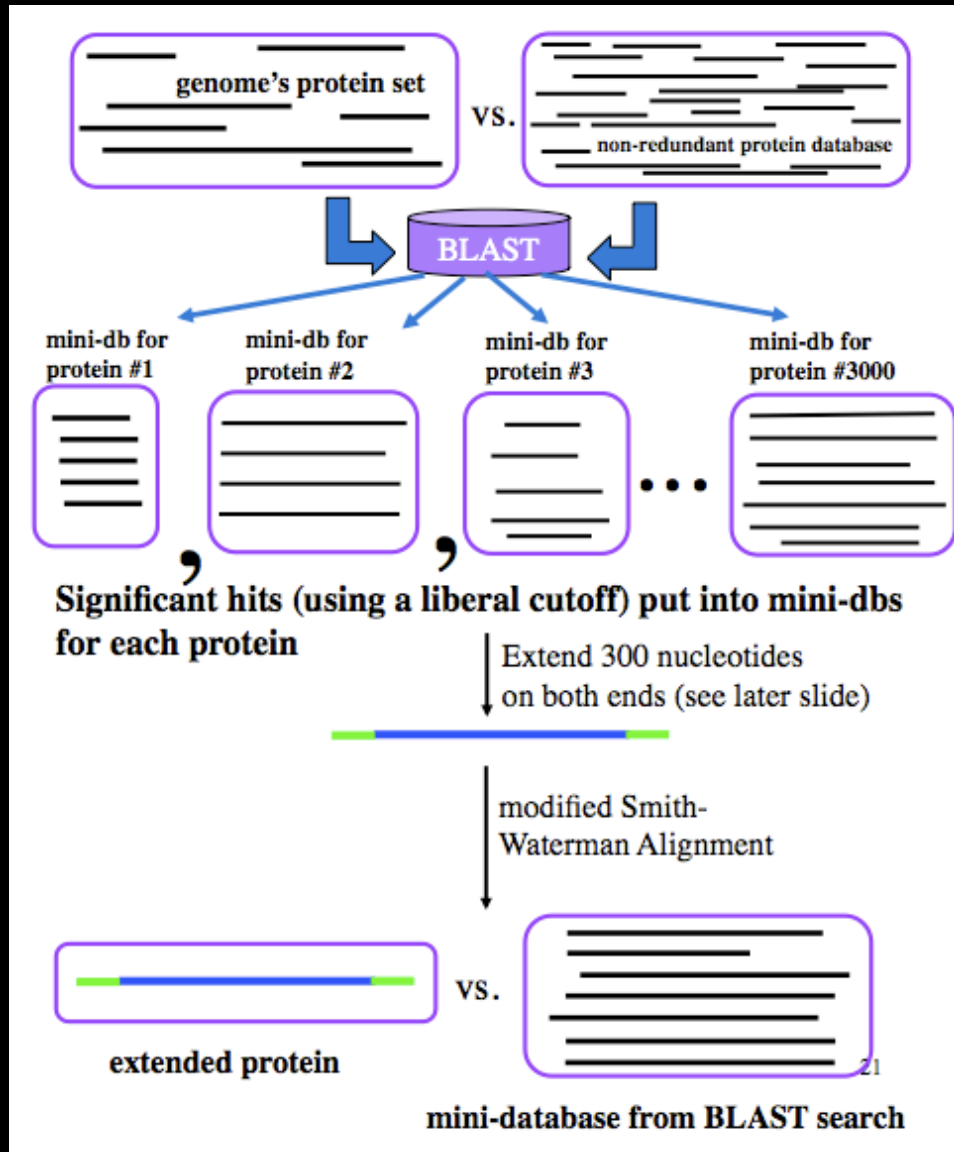 genome's protein set
vs.
non-redundant protein database
BLAST
mini-db for
protein #1
mini-db for
protein #2
mini-db for
protein #3
mini-db for
protein #3000
, , •••
Significant hits (using a liberal cutoff) put into mini-dbs
for each protein
Extend 300 nucleotides
on both ends (see later slide)
modified Smith-
Waterman Alignment
vs.
extended protein
21
mini-database from BLAST search